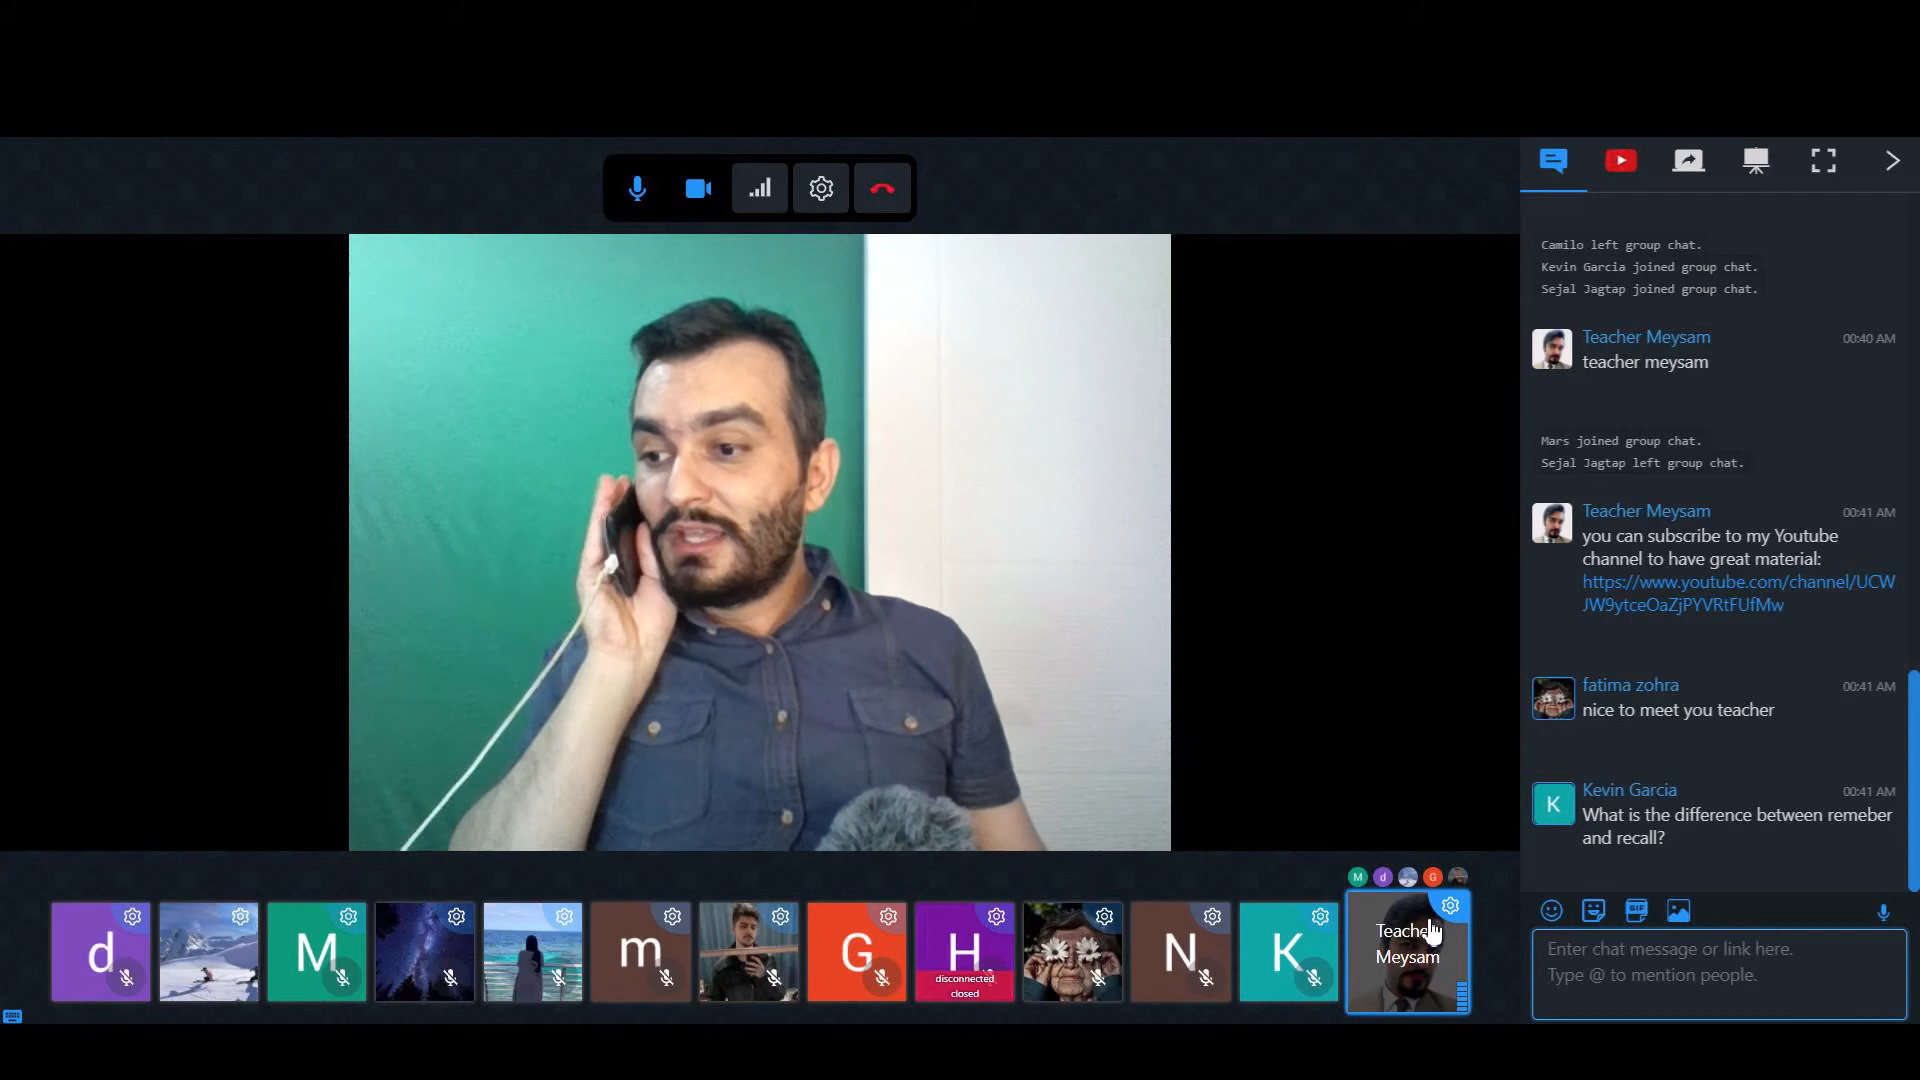 Camilo left group chat.
Kevin Garcia joined group chat.
Sejal Jagtap joined group chat.
Teacher Meysam 00:40 AM
teacher meysam
Mars joined group chat.
Sejal Jagtap left group chat.
Teacher Meysam 00:41 AM
you can subscribe to my Youtube
channel to have great material:
https://www.youtube.com/channel/UCW
JW9ytceOaZjPYVRtFUfMw
fatima zohra 00:41 AM
nice to meet you teacher
K
Kevin Garcia 00:41 AM
What is the difference between remeber
and recall?
M d G
d M m G H N K
disconnected
closed
Teache
Meysam
GIF
Enter chat message or link here.
Type @ to mention people.